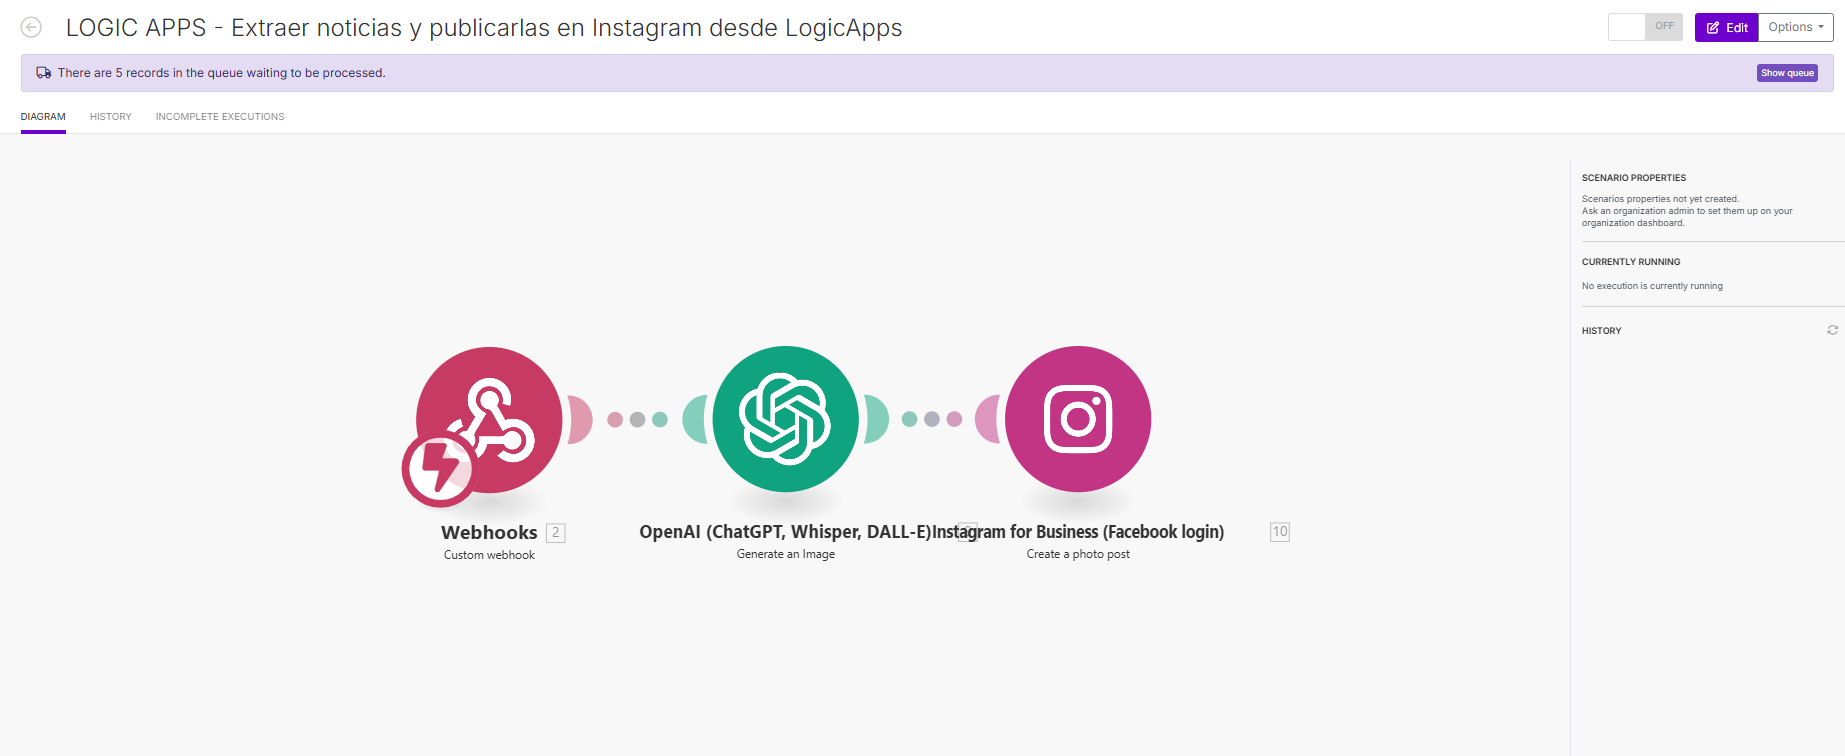 LOGIC APPS - Extraer noticias y publicarlas en Instagram desde LogicApps
OFF
Edit
Options
There are 5 records in the queue waiting to be processed.
Show queue
DIAGRAM
HISTORY
INCOMPLETE EXECUTIONS
SCENARIO PROPERTIES
Scenarios properties not yet created.
Ask an organization admin to set them up on your
organization dashboard.
CURRENTLY RUNNING
No execution is currently running
HISTORY
Webhooks 2
Custom webhook
OpenAI (ChatGPT, Whisper, DALL-E)
Generate an Image
Instagram for Business (Facebook login) 10
Create a photo post